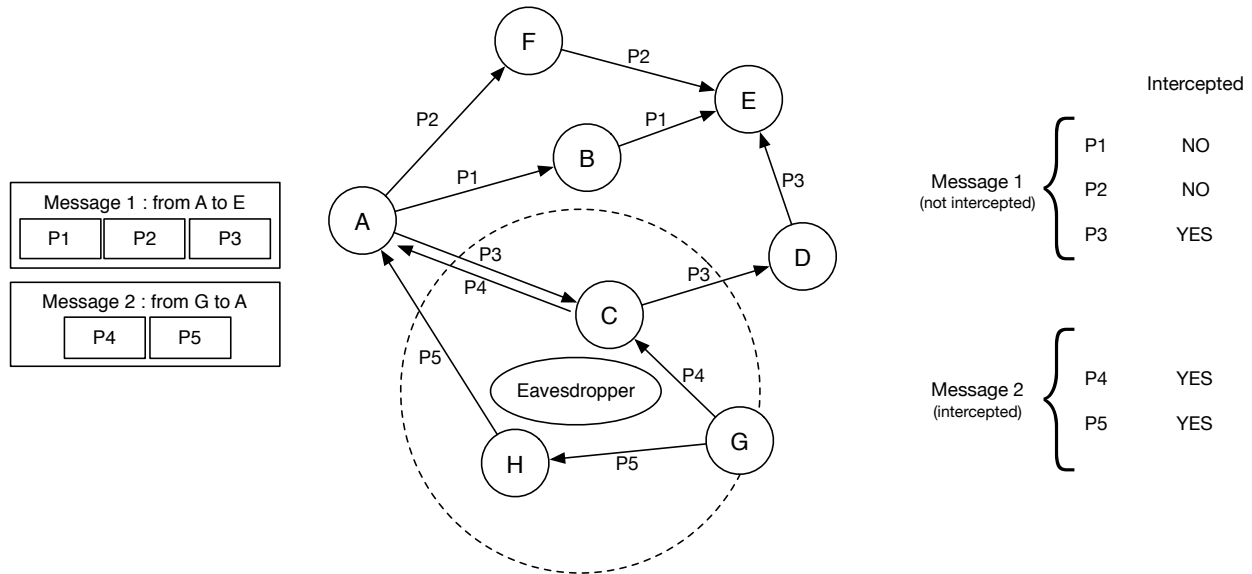 Message 1 : from A to E
P1 P2 P3
Message 2 : from G to A
P4 P5
F
P2
E
P2
P1
B
P1
A
P3
P3
D
P4
P3
C
P5
Eavesdropper
P4
G
H
P5
Intercepted
Message 1
(not intercepted)
P1 NO
P2 NO
P3 YES
Message 2
(intercepted)
P4 YES
P5 YES